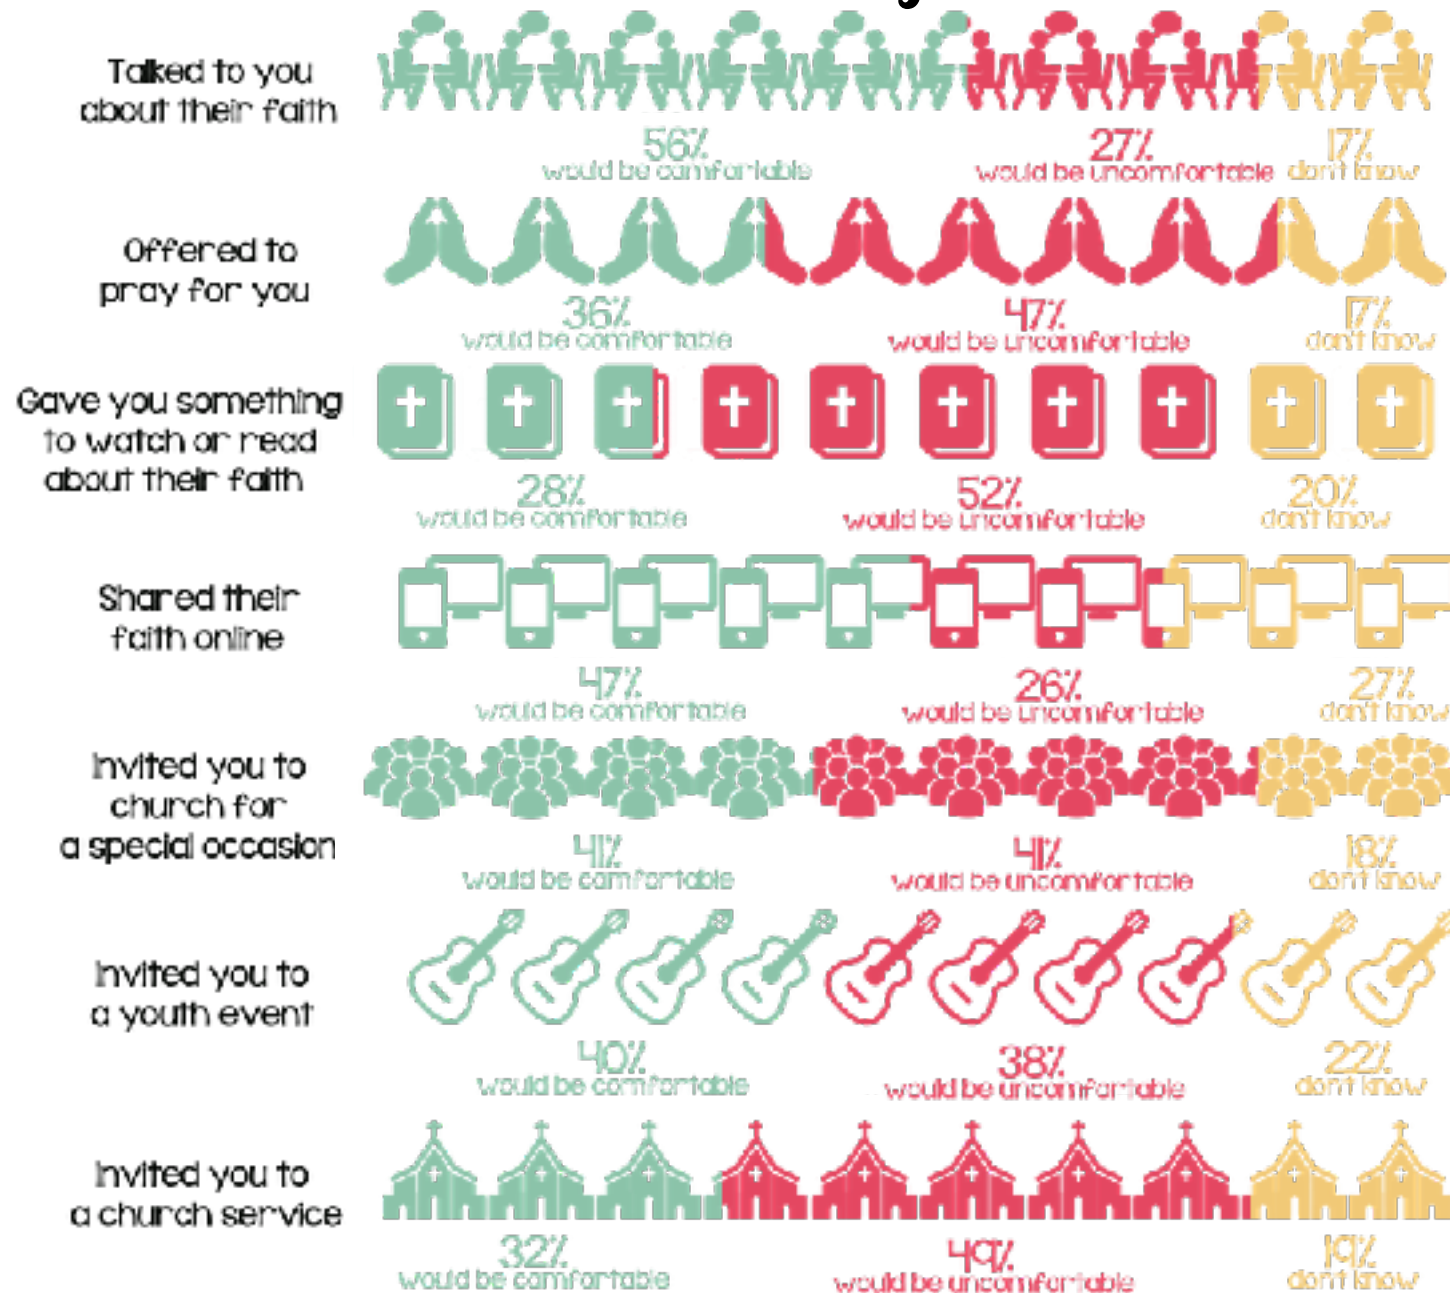 Talked to you
about their faith
56%
would be comfortable
27%
would be uncomfortable
17%
don't know
Offered to
pray for you
36%
would be comfortable
47%
would be uncomfortable
17%
don't know
Gave you something
to watch or read
about their faith
28%
would be comfortable
52%
would be uncomfortable
20%
don't know
Shared their
faith online
47%
would be comfortable
26%
would be uncomfortable
27%
don't know
Invited you to
church for
a special occasion
41%
would be comfortable
41%
would be uncomfortable
18%
don't know
Invited you to
a youth event
40%
would be comfortable
38%
would be uncomfortable
22%
don't know
Invited you to
a church service
32%
would be comfortable
49%
would be uncomfortable
19%
don't know